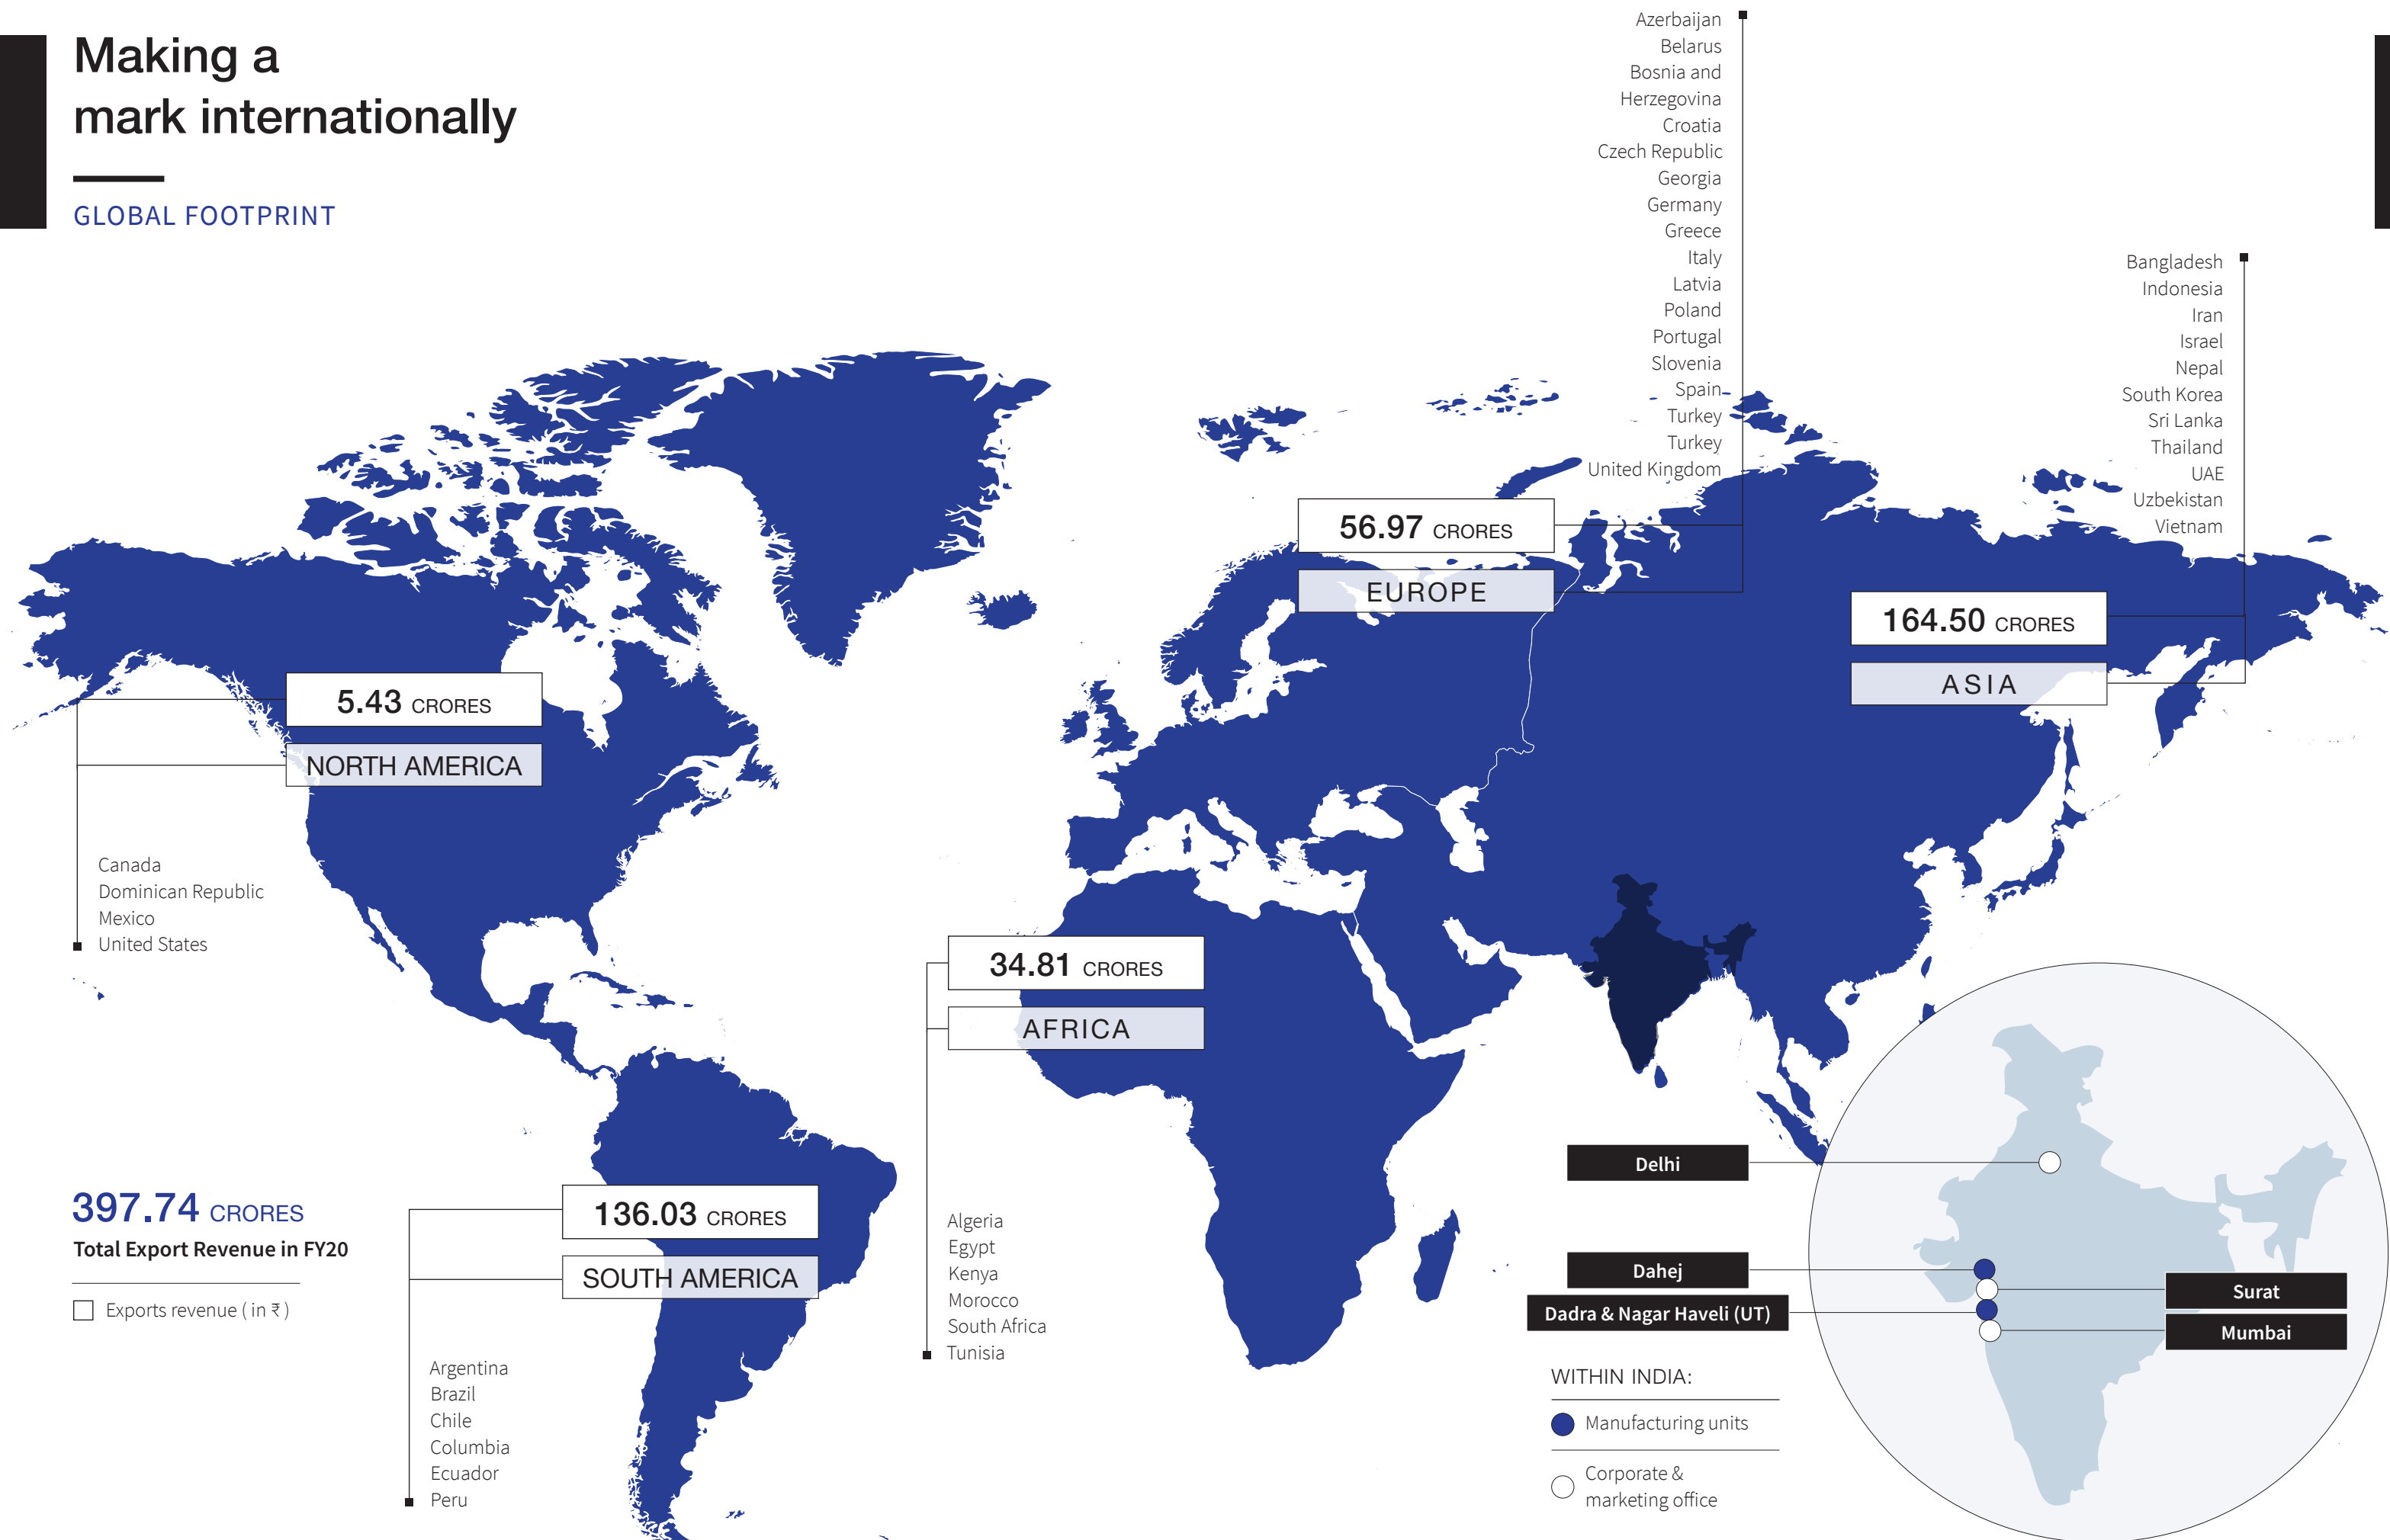 Making a
mark internationally
GLOBAL FOOTPRINT
Azerbaijan
Belarus
Bosnia and
Herzegovina
Croatia
Czech Republic
Georgia
Germany
Greece
Italy
Latvia
Poland
Portugal
Slovenia
Spain
Turkey
Turkey
United Kingdom
56.97 CRORES
EUROPE
Bangladesh
Indonesia
Iran
Israel
Nepal
South Korea
Sri Lanka
Thailand
UAE
Uzbekistan
Vietnam
164.50 CRORES
ASIA
5.43 CRORES
NORTH AMERICA
Canada
Dominican Republic
Mexico
United States
34.81 CRORES
AFRICA
Algeria
Egypt
Kenya
Morocco
South Africa
Tunisia
136.03 CRORES
SOUTH AMERICA
Argentina
Brazil
Chile
Columbia
Ecuador
Peru
397.74 CRORES
Total Export Revenue in FY20
Exports revenue ( in ₹ )
Delhi
Dahej
Surat
Dadra & Nagar Haveli (UT)
Mumbai
WITHIN INDIA:
Manufacturing units
Corporate &
marketing office